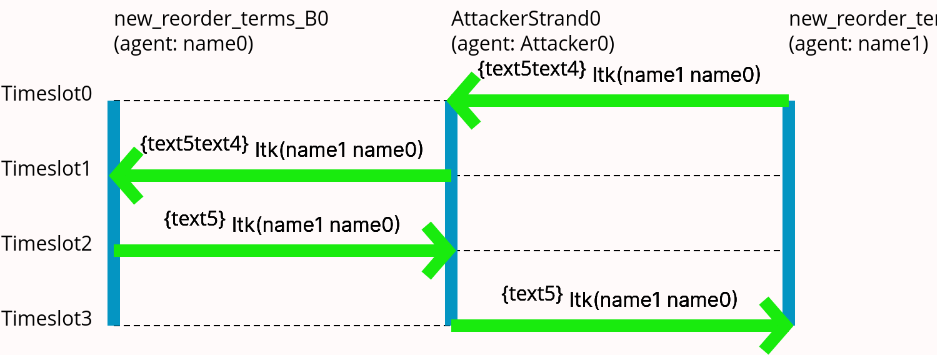 new_reorder_terms_B0
(agent: name0)
AttackerStrand0
(agent: Attacker0)
new_reorder_ter
(agent: name1)
Timeslot0
{text5text4} ltk(name1 name0)
Timeslot1
{text5text4} ltk(name1 name0)
Timeslot2
{text5} ltk(name1 name0)
Timeslot3
{text5} ltk(name1 name0)